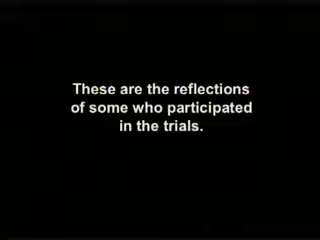 These are the reflections
of some who participated
in the trials.